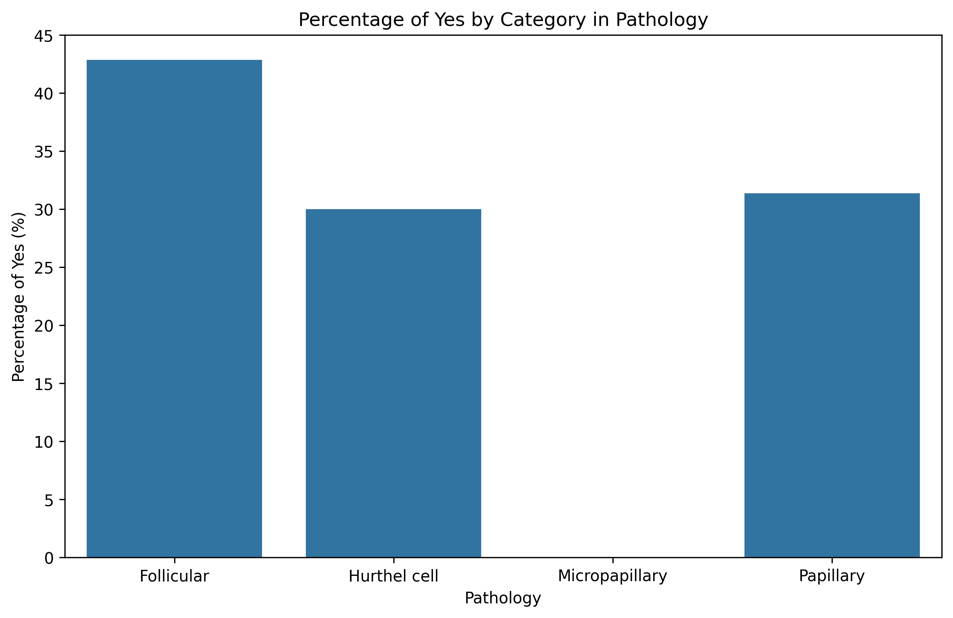 Percentage of Yes by Category in Pathology
Percentage of Yes (%)
45
40
35
30
25
20
15
10
5
0
Follicular Hurthel cell Micropapillary Papillary
Pathology